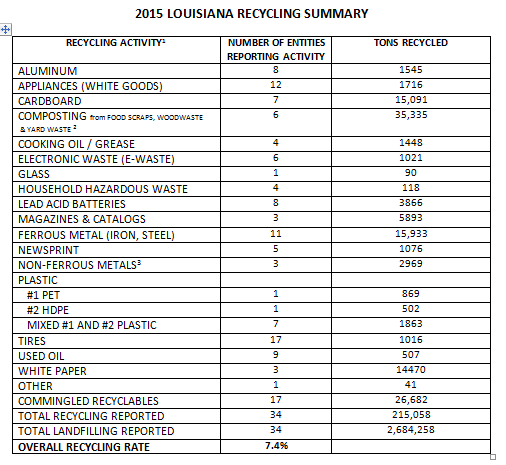 2015 LOUISIANA RECYCLING SUMMARY
RECYCLING ACTIVITY¹ NUMBER OF ENTITIES REPORTING ACTIVITY TONS RECYCLED
ALUMINUM 8 1545
APPLIANCES (WHITE GOODS) 12 1716
CARDBOARD 7 15,091
COMPOSTING from FOOD SCRAPS, WOODWASTE 6 35,335
& YARD WASTE ²
COOKING OIL / GREASE 4 1448
ELECTRONIC WASTE (E-WASTE) 6 1021
GLASS 1 90
HOUSEHOLD HAZARDOUS WASTE 4 118
LEAD ACID BATTERIES 8 3866
MAGAZINES & CATALOGS 3 5893
FERROUS METAL (IRON, STEEL) 11 15,933
NEWSPRINT 5 1076
NON-FERROUS METALS³ 3 2969
PLASTIC
#1 PET 1 869
#2 HDPE 1 502
MIXED #1 AND #2 PLASTIC 7 1863
TIRES 17 1016
USED OIL 9 507
WHITE PAPER 3 14470
OTHER 1 41
COMMINGLED RECYCLABLES 17 26,682
TOTAL RECYCLING REPORTED 34 215,058
TOTAL LANDFILLING REPORTED 34 2,684,258
OVERALL RECYCLING RATE 7.4%